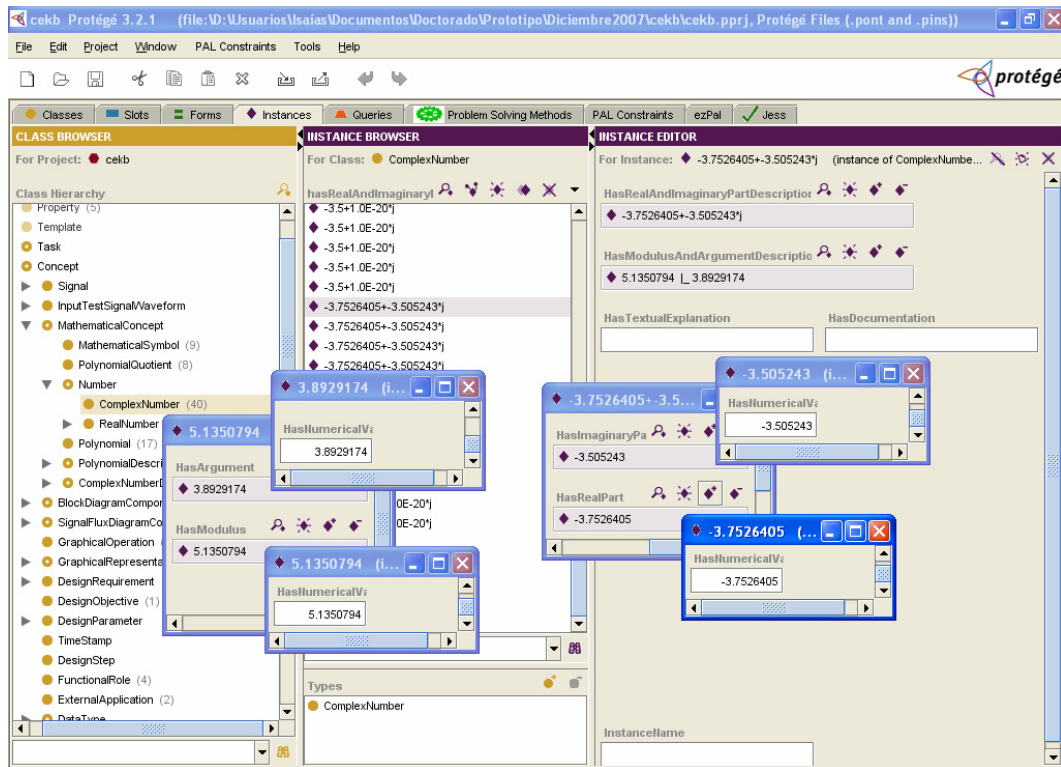 cekb Protégé 3.2.1 (file:\D:\Usuarios\Isaías\Documentos\Doctorado\Prototipo\Diciembre2007\cekb\cekb.pprj, Protégé Files (.pont and .pins))
File Edit Project Window PAL Constraints Tools Help
protégé
Classes Slots Forms Instances Queries Problem Solving Methods PAL Constraints ezPal Jess
CLASS BROWSER
For Project: cekb
Class Hierarchy
Property (5)
Template
Task
Concept
Signal
InputTestSignalWaveform
MathematicalConcept
MathematicalSymbol (9)
PolynomialQuotient (8)
Number
ComplexNumber (40)
RealNumber
Polynomial (17)
PolynomialDescri
ComplexNumberD
BlockDiagramCompor
SignalFluxDiagramCo
GraphicalOperation
GraphicalRepresenta
DesignRequirement
DesignObjective (1)
DesignParameter
TimeStamp
DesignStep
FunctionalRole (4)
ExternalApplication (2)
DataType
INSTANCE BROWSER
For Class: ComplexNumber
hasRealAndImaginaryl
-3.5+1.0E-20*j
-3.5+1.0E-20*j
-3.5+1.0E-20*j
-3.5+1.0E-20*j
-3.5+1.0E-20*j
-3.7526405+-3.505243*j
-3.7526405+-3.505243*j
-3.7526405+-3.505243*j
-3.7526405+-3.505243*j
0E-20*j
0E-20*j
Types
ComplexNumber
INSTANCE EDITOR
For Instance: -3.7526405+-3.505243*j (instance of ComplexNumbe...
HasRealAndImaginaryPartDescription
-3.7526405+-3.505243*j
HasModulusAndArgumentDescriptio
5.1350794 |_ 3.8929174
HasTextualExplanation HasDocumentation
InstanceName
5.1350794
HasArgument
3.8929174
HasModulus
5.1350794
3.8929174 (i...
HasNumericalVa
3.8929174
5.1350794 (i...
HasNumericalVa
5.1350794
-3.7526405+-3.5...
HasImaginaryPa
-3.505243
HasRealPart
-3.7526405
-3.505243 (i...
HasNumericalVa
-3.505243
-3.7526405 (...
HasNumericalVa
-3.7526405